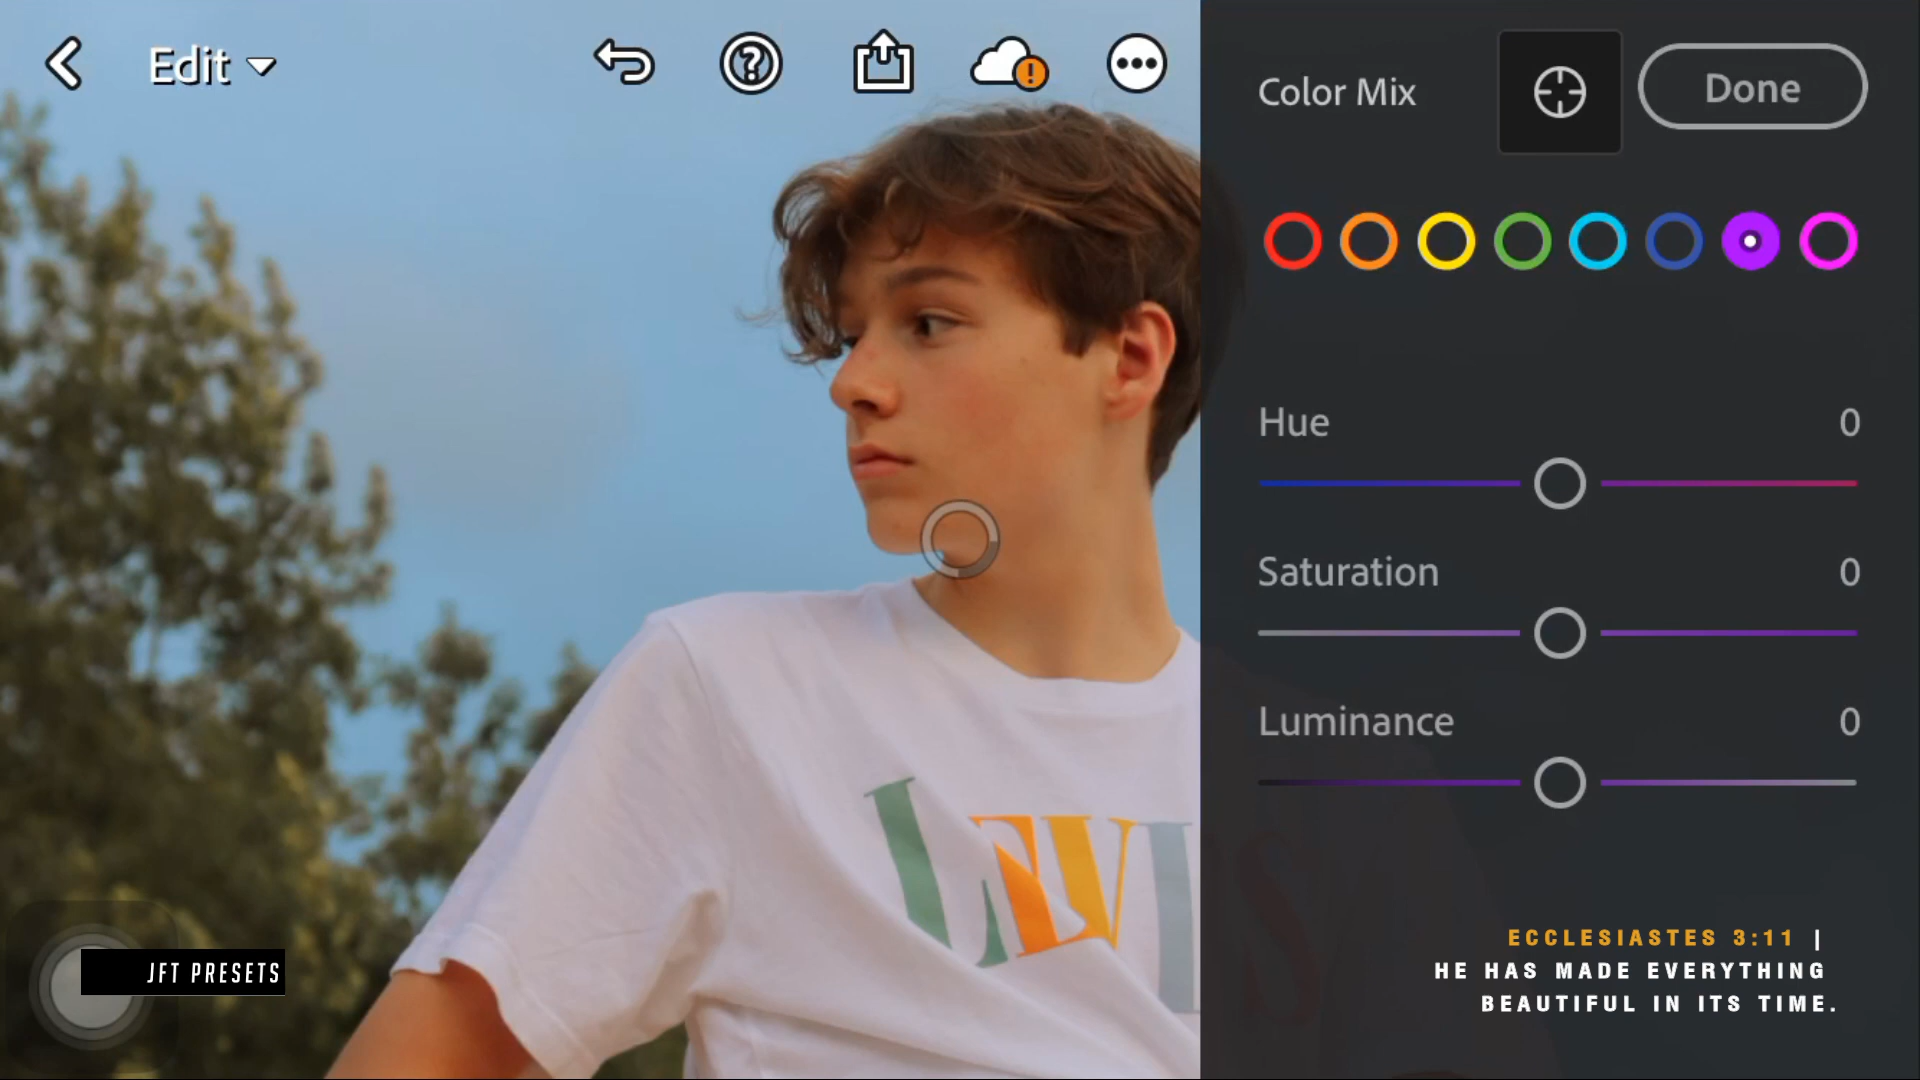 Edit
Color Mix
Done
Hue 0
Saturation 0
Luminance 0
LEVIS
JFT PRESETS
ECCLESIASTES 3:11 |
HE HAS MADE EVERYTHING
BEAUTIFUL IN ITS TIME.